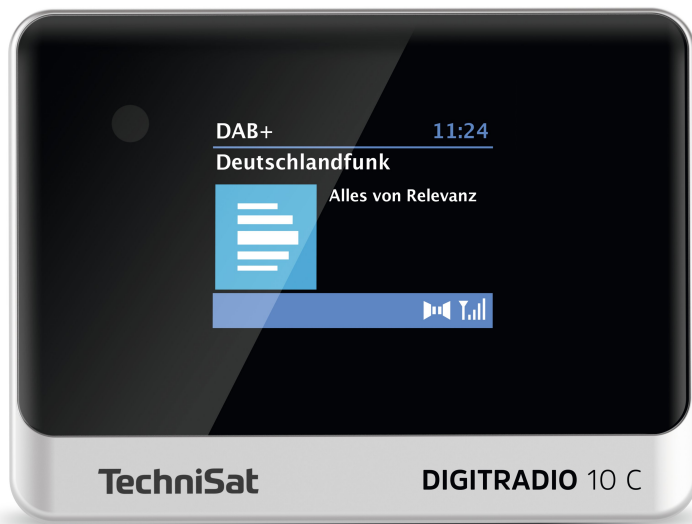 DAB+ 11:24
Deutschlandfunk
Alles von Relevanz
TechniSat DIGITRADIO 10 C